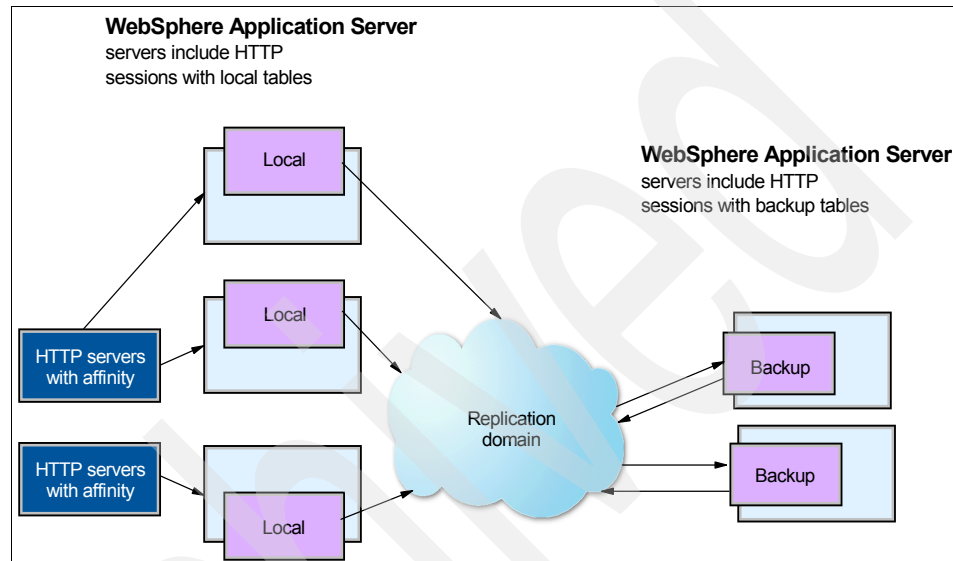 WebSphere Application Server
servers include HTTP
sessions with local tables
Local
WebSphere Application Server
servers include HTTP
sessions with backup tables
Local
HTTP servers
with affinity
Backup
Replication
domain
HTTP servers
with affinity
Backup
Local